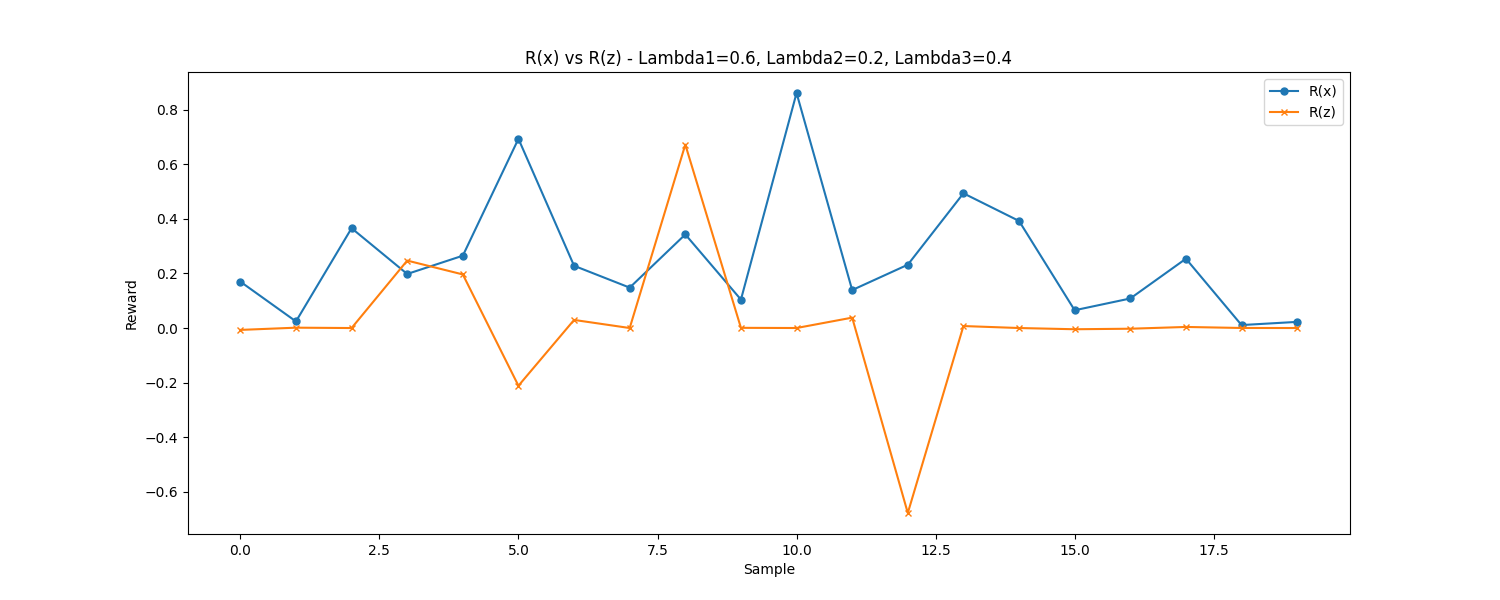 R(x) vs R(z) - Lambda1=0.6, Lambda2=0.2, Lambda3=0.4
R(x)
R(z)
Reward
0.8
0.6
0.4
0.2
0.0
−0.2
−0.4
−0.6
0.0 2.5 5.0 7.5 10.0 12.5 15.0 17.5
Sample